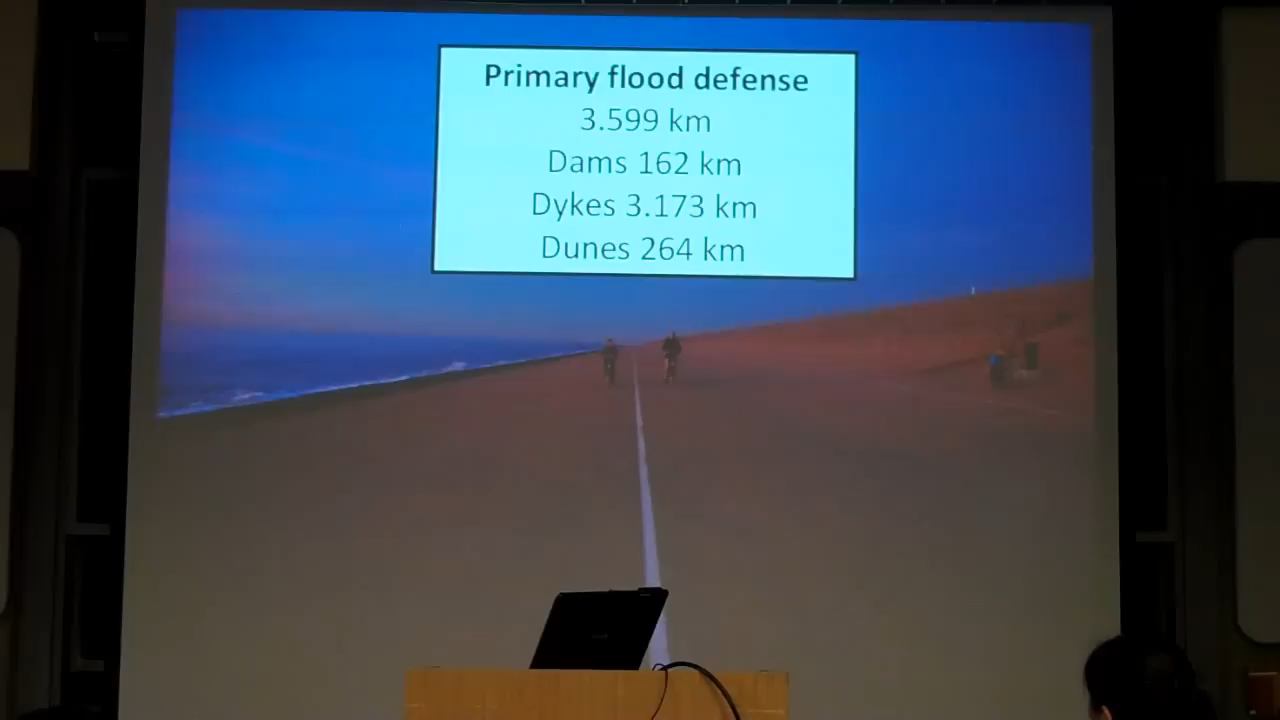 Primary flood defense
3.599 km
Dams 162 km
Dykes 3.173 km
Dunes 264 km